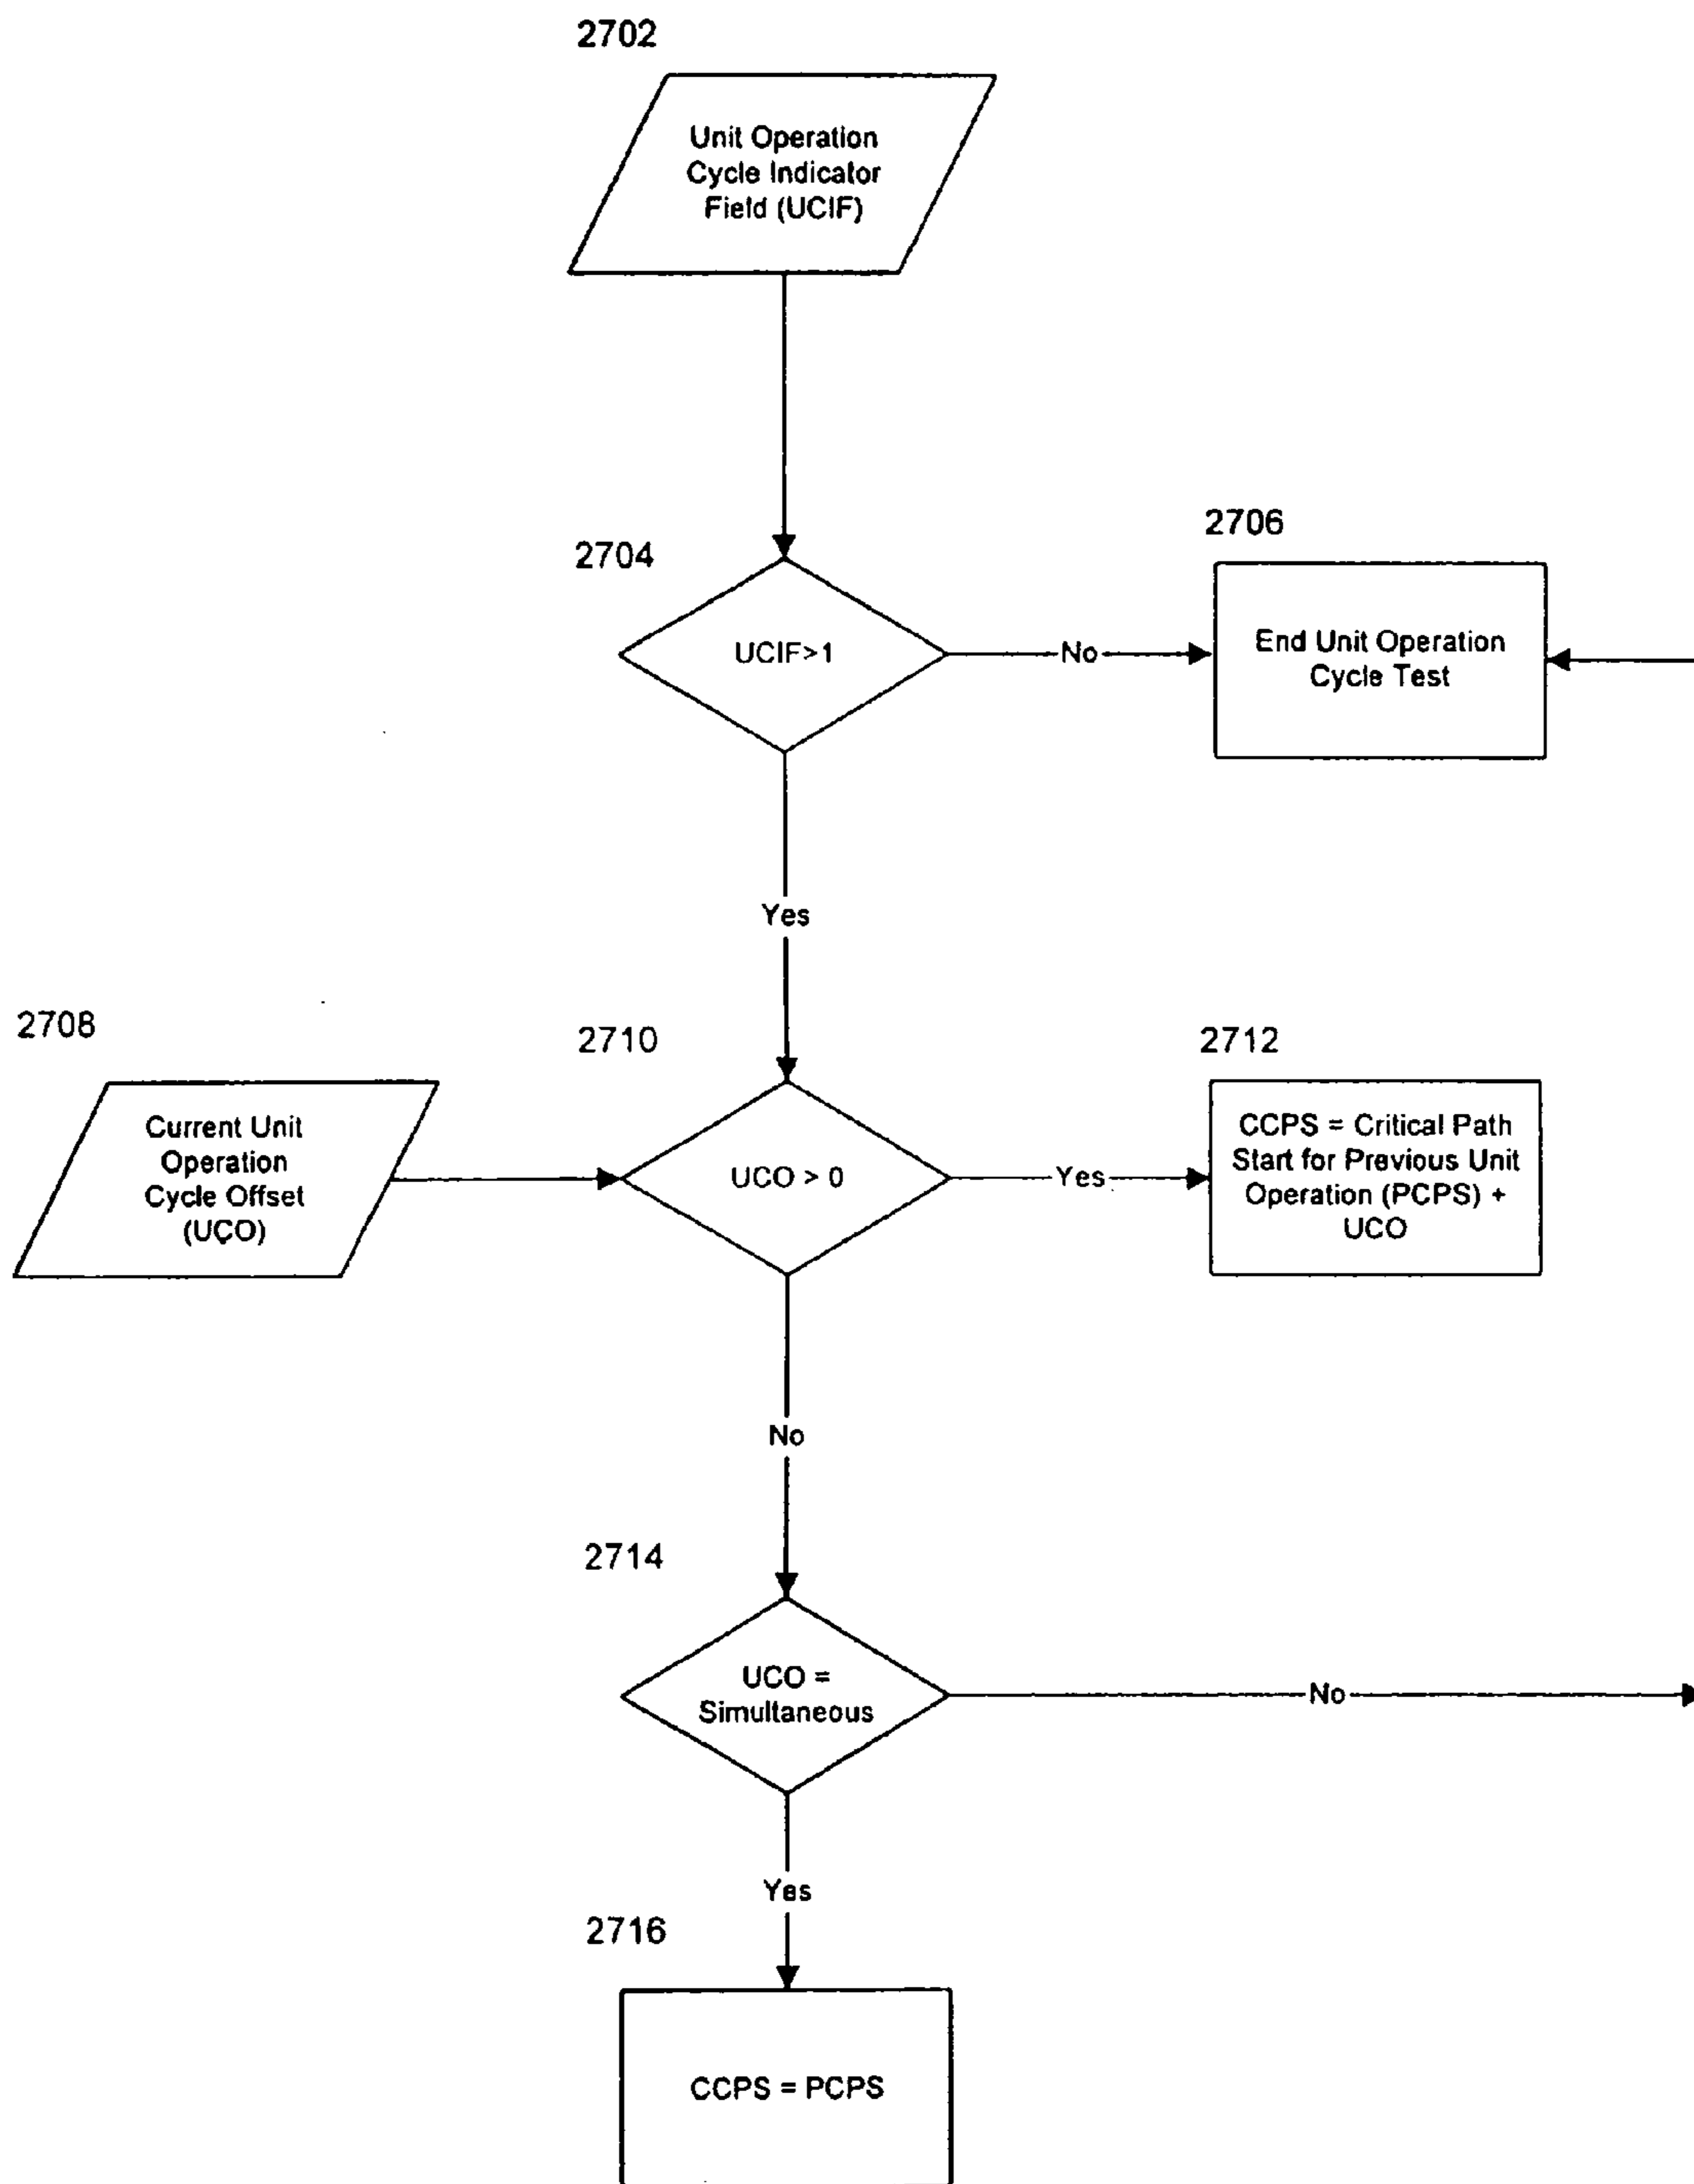 2702
Unit Operation
Cycle Indicator
Field (UCIF)
2704
UCIF>1
No
2706
End Unit Operation
Cycle Test
Yes
2708
Current Unit
Operation
Cycle Offset
(UCO)
2710
UCO > 0
Yes
2712
CCPS = Critical Path
Start for Previous Unit
Operation (PCPS) +
UCO
No
2714
UCO =
Simultaneous
No
Yes
2716
CCPS = PCPS